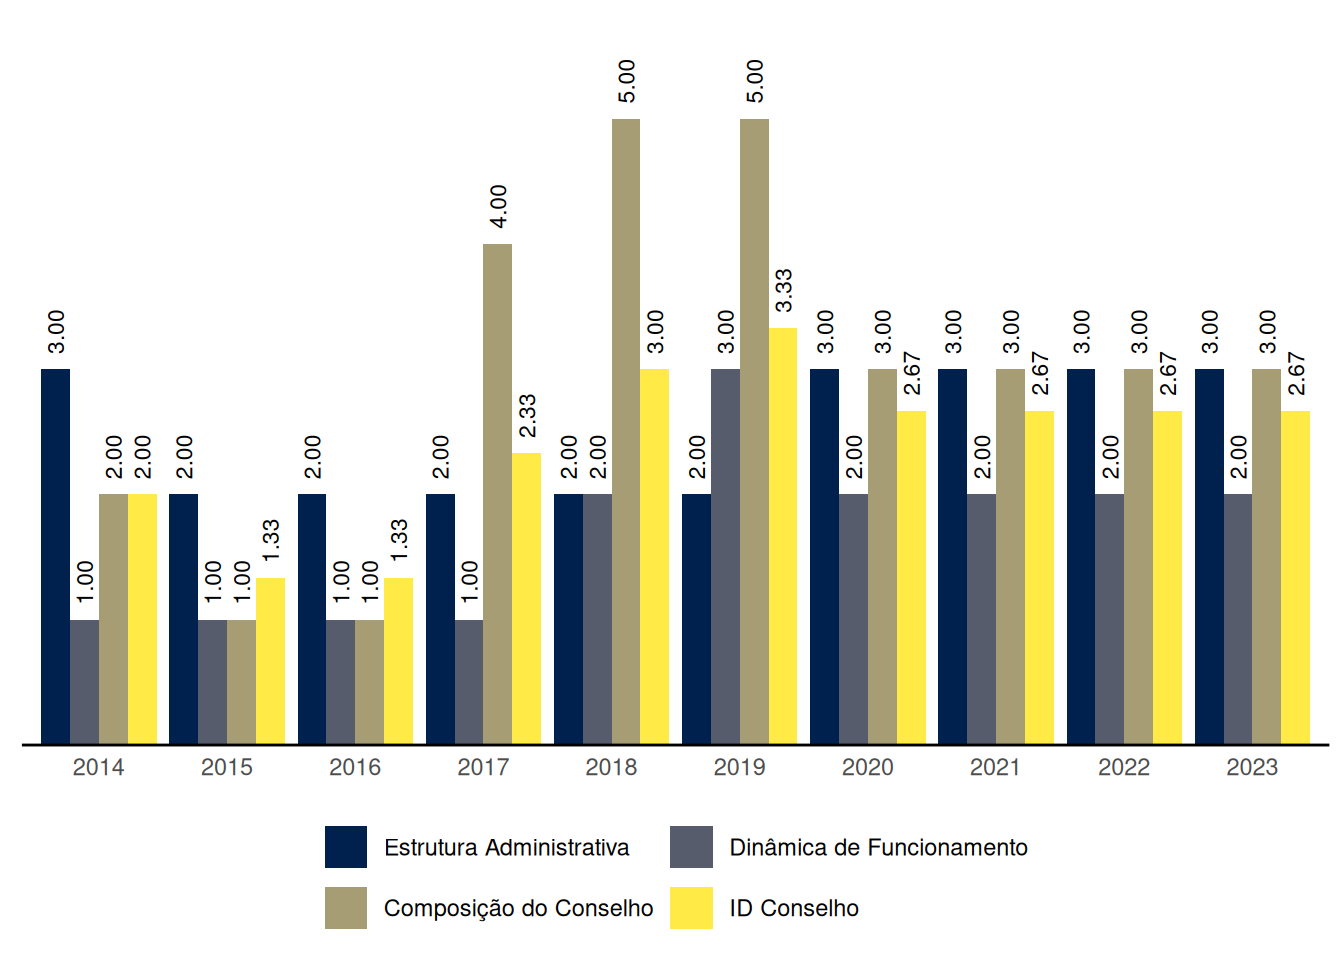 5.00 5.00
4.00
3.33
3.00 3.00 3.00 3.00 3.00 3.00 3.00 3.00 3.00 3.00 3.00
2.67 2.67 2.67 2.67
2.33
2.00 2.00 2.00 2.00 2.00 2.00 2.00 2.00 2.00 2.00 2.00 2.00
1.33 1.33
1.00 1.00 1.00 1.00 1.00 1.00
2014 2015 2016 2017 2018 2019 2020 2021 2022 2023
Estrutura Administrativa Dinâmica de Funcionamento
Composição do Conselho ID Conselho